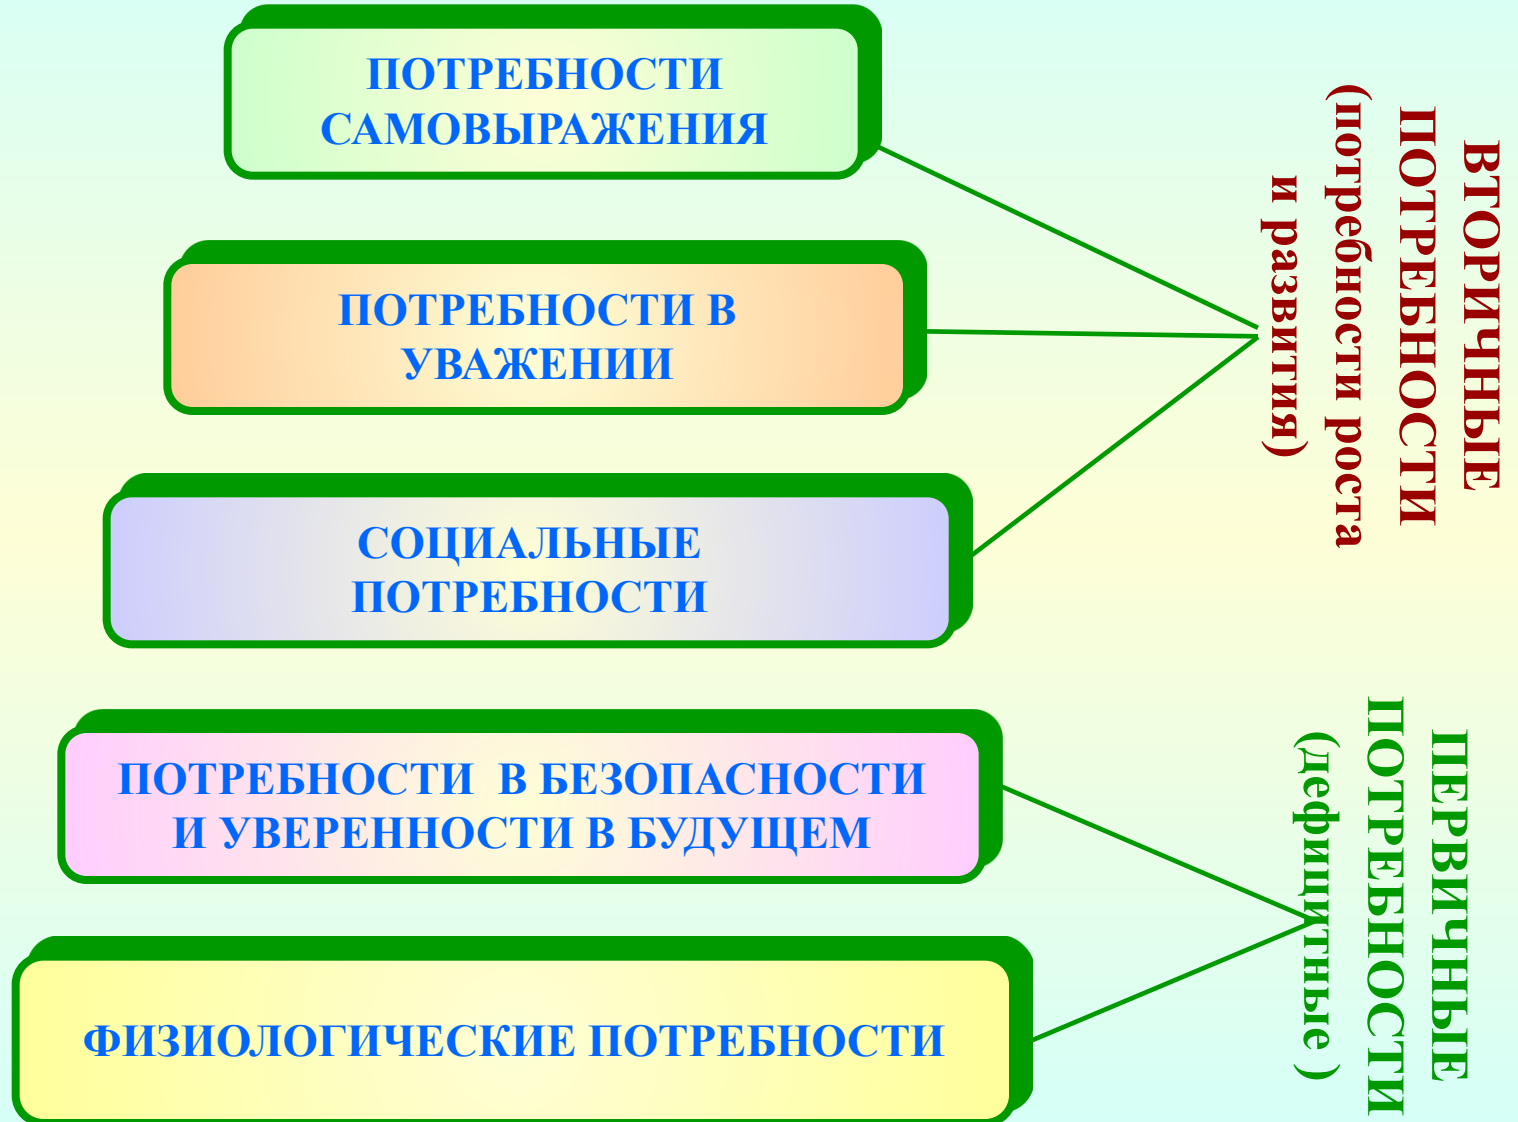 ПОТРЕБНОСТИ
САМОВЫРАЖЕНИЯ
ПОТРЕБНОСТИ В
УВАЖЕНИИ
СОЦИАЛЬНЫЕ
ПОТРЕБНОСТИ
ПОТРЕБНОСТИ В БЕЗОПАСНОСТИ
И УВЕРЕННОСТИ В БУДУЩЕМ
ФИЗИОЛОГИЧЕСКИЕ ПОТРЕБНОСТИ
ВТОРИЧНЫЕ
ПОТРЕБНОСТИ
(потребности роста
и развития)
ПЕРВИЧНЫЕ
ПОТРЕБНОСТИ
(дефицитные )